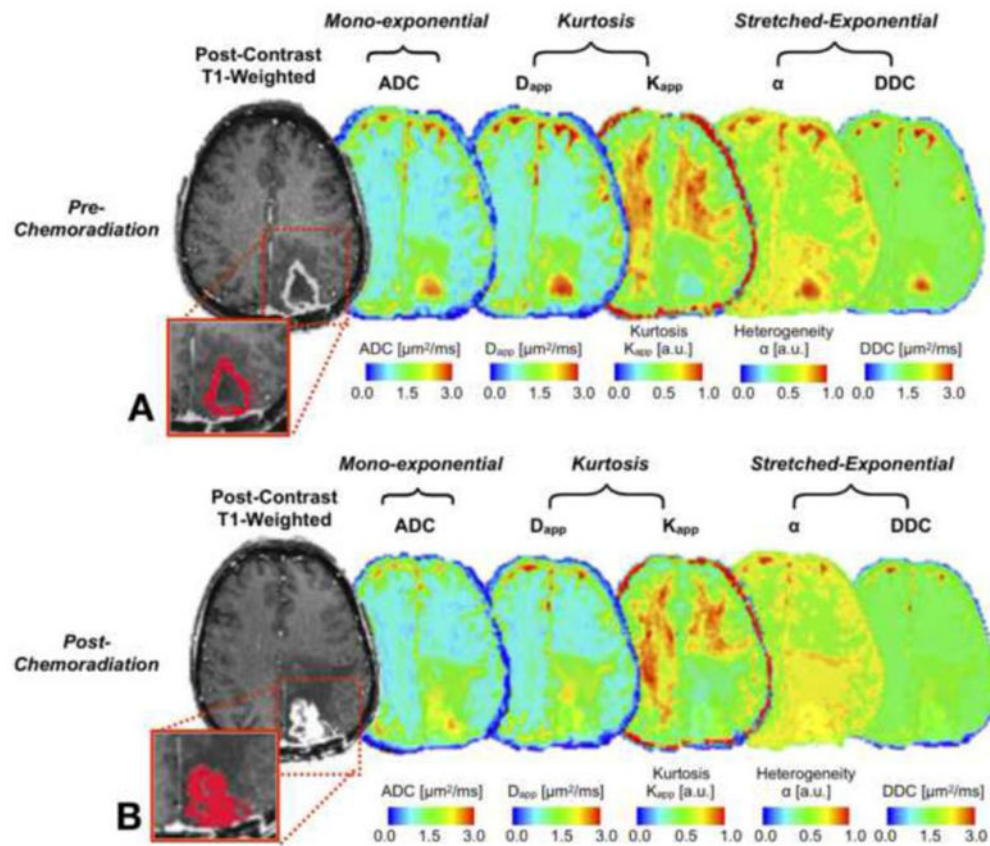 Mono-exponential Kurtosis Stretched-Exponential
Post-Contrast
T1-Weighted
ADC Dapp Kapp α DDC
Pre-
Chemoradiation
ADC [µm²/ms] Dapp [µm²/ms] Kurtosis
Kapp [a.u.] Heterogeneity
α [a.u.] DDC [µm²/ms]
0.0 1.5 3.0 0.0 1.5 3.0 0.0 0.5 1.0 0.0 0.5 1.0 0.0 1.5 3.0
A
Mono-exponential Kurtosis Stretched-Exponential
Post-Contrast
T1-Weighted
ADC Dapp Kapp α DDC
Post-
Chemoradiation
ADC [µm²/ms] Dapp [µm²/ms] Kurtosis
Kapp [a.u.] Heterogeneity
α [a.u.] DDC [µm²/ms]
0.0 1.5 3.0 0.0 1.5 3.0 0.0 0.5 1.0 0.0 0.5 1.0 0.0 1.5 3.0
B